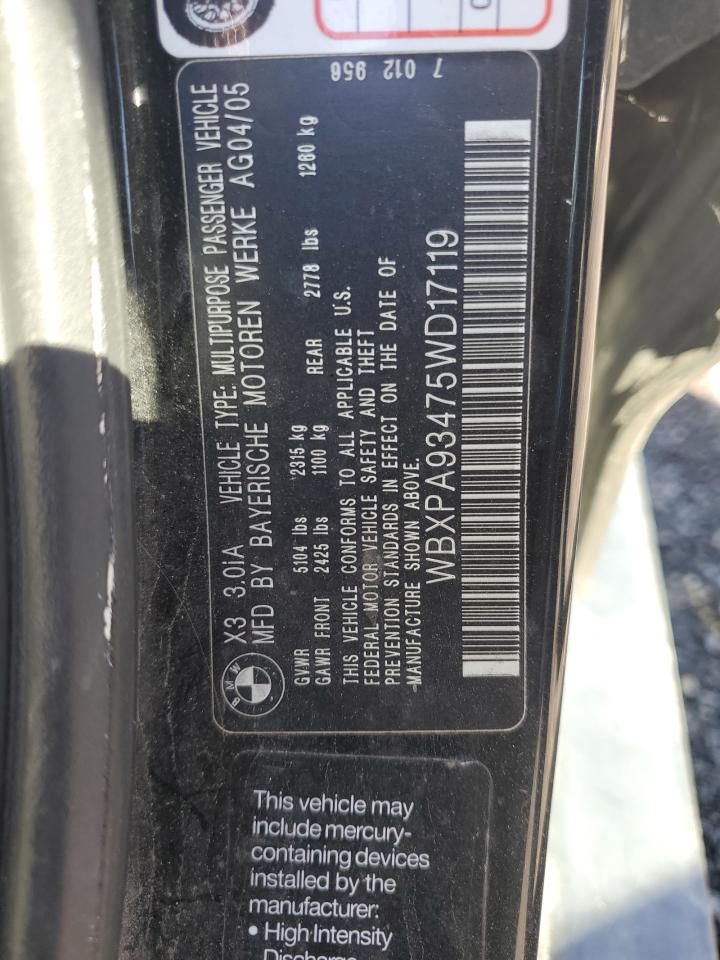 0
7 012 956
X3 3.0iA VEHICLE TYPE: MULTIPURPOSE PASSENGER VEHICLE
MFD BY BAYERISCHE MOTOREN WERKE AG04/05
BMW
GVWR 5104 lbs 2315 kg
GAWR FRONT 2425 lbs 1100 kg REAR 2778 lbs 1260 kg
THIS VEHICLE CONFORMS TO ALL APPLICABLE U.S.
FEDERAL MOTOR VEHICLE SAFETY AND THEFT
PREVENTION STANDARDS IN EFFECT ON THE DATE OF
MANUFACTURE SHOWN ABOVE.
WBXPA93475WD17119
This vehicle may
include mercury-
containing devices
installed by the
manufacturer:
• High Intensity
Discharge